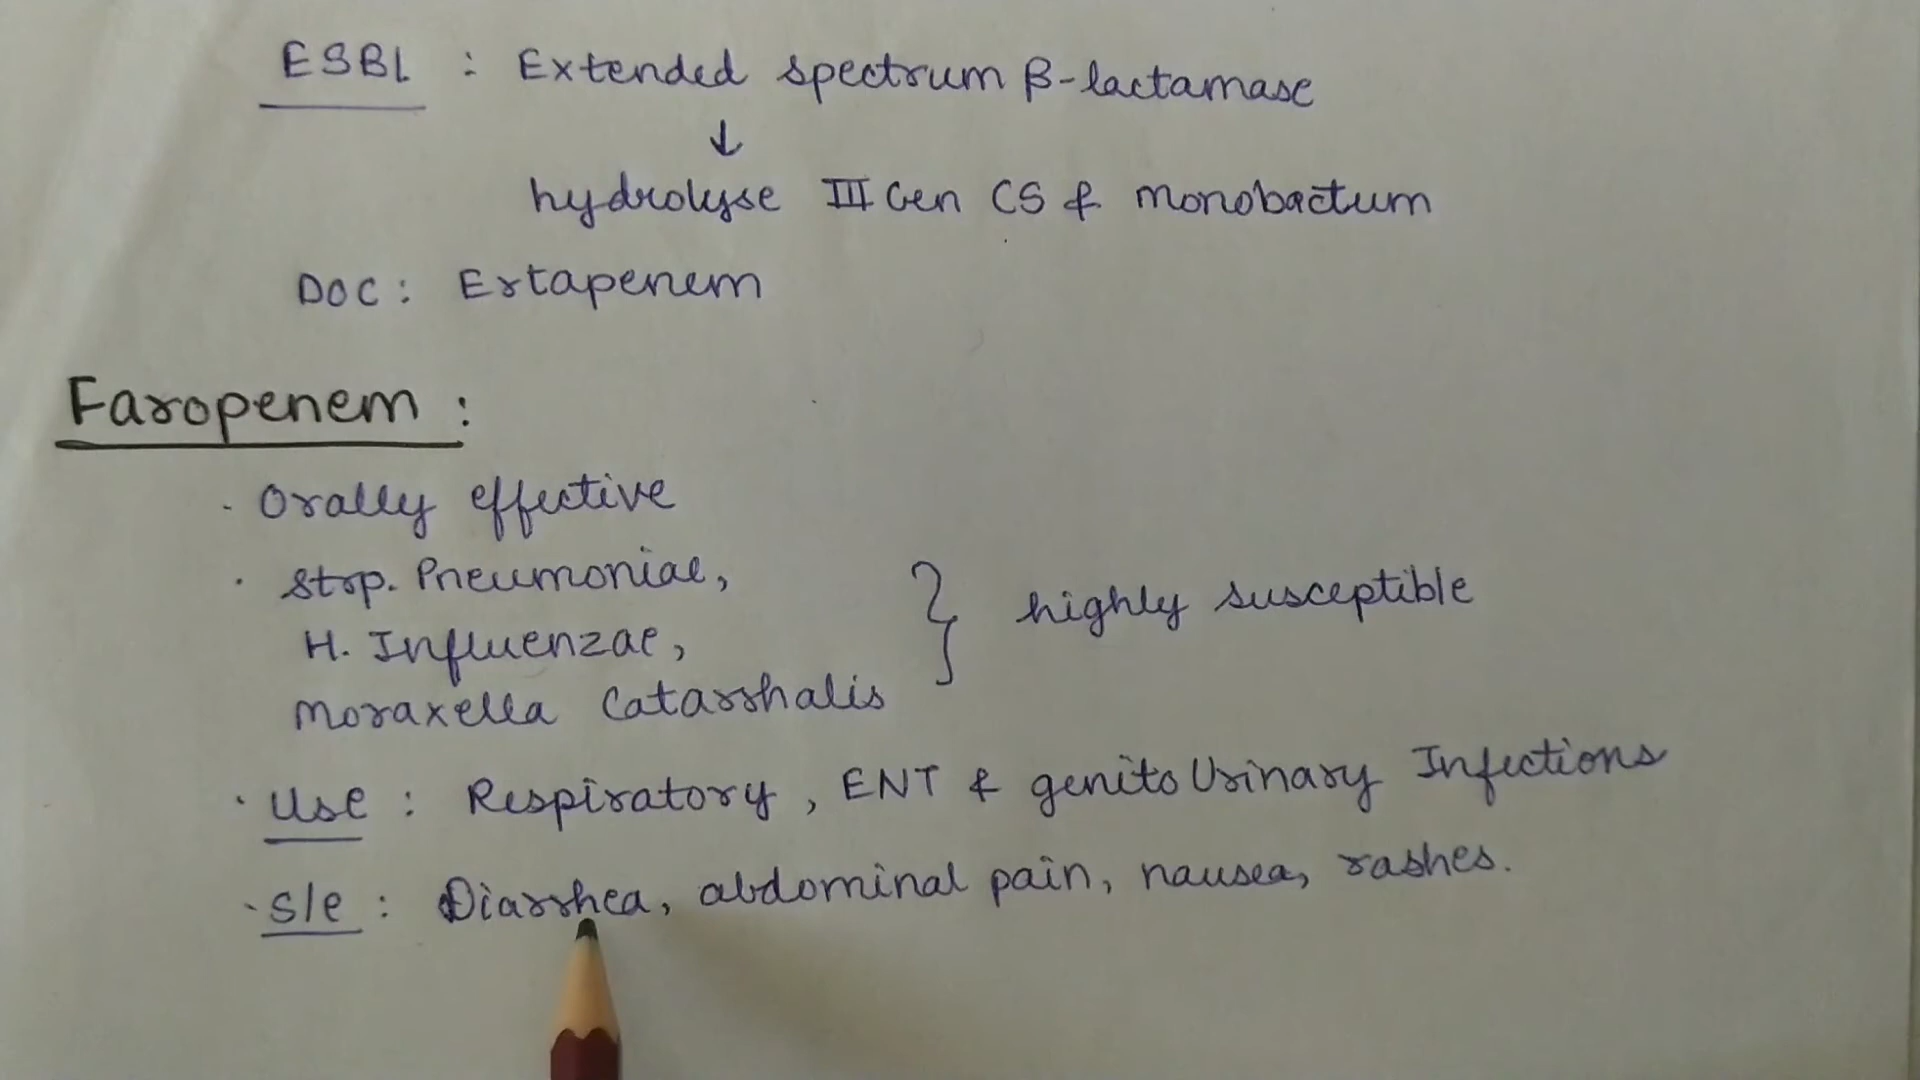 ESBL : Extended spectrum β-lactamase
↓
hydrolyse III Gen CS & Monobactum
DOC : Ertapenem
Faropenem :
· Orally effective
· Strp. Pneumoniae,
H. Influenzae,
Moraxella Catarrhalis } highly susceptible
· Use : Respiratory, ENT & genito Urinary Infections
· S/e : Diarrhea, abdominal pain, nausea, rashes.